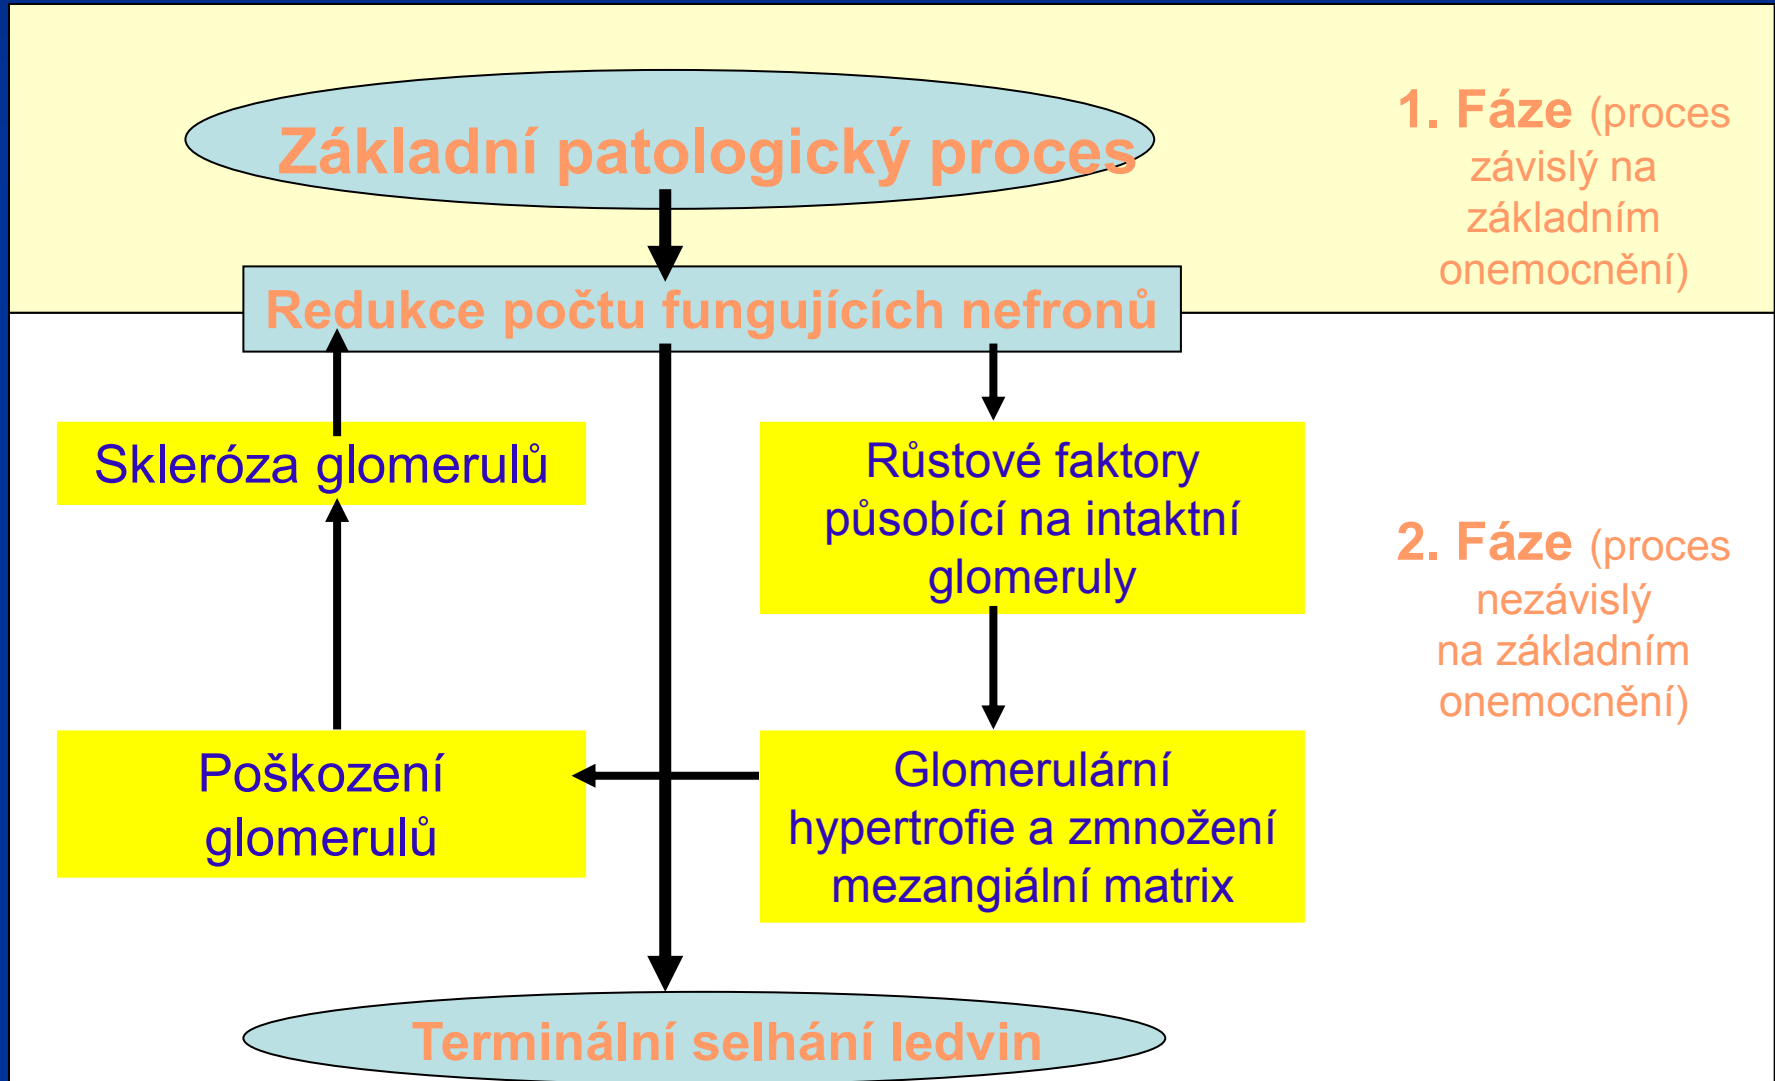 Základní patologický proces
1. Fáze (proces
závislý na
základním
onemocnění)
Redukce počtu fungujících nefronů
Skleróza glomerulů
Růstové faktory
působící na intaktní
glomeruly
2. Fáze (proces
nezávislý
na základním
onemocnění)
Poškození
glomerulů
Glomerulární
hypertrofie a zmnožení
mezangiální matrix
Terminální selhání ledvin